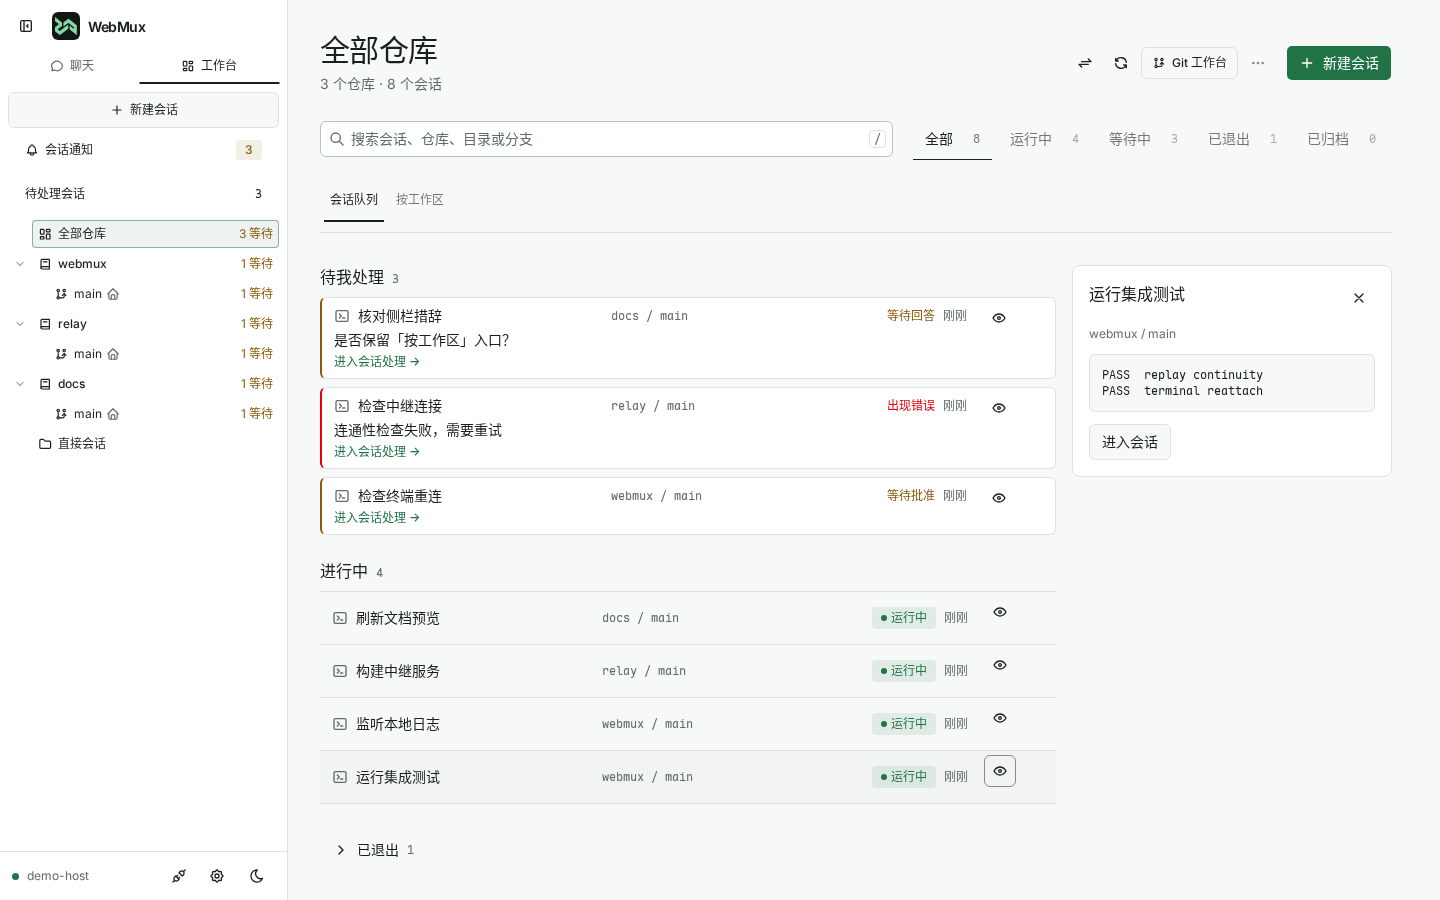 WebMux
聊天
工作台
新建会话
会话通知 3
待处理会话 3
全部仓库 3 等待
webmux 1 等待
main 1 等待
relay 1 等待
main 1 等待
docs 1 等待
main 1 等待
直接会话
demo-host
全部仓库
3 个仓库 · 8 个会话
Git 工作台
新建会话
搜索会话、仓库、目录或分支 /
全部 8 运行中 4 等待中 3 已退出 1 已归档 0
会话队列 按工作区
待我处理 3
核对侧栏措辞 docs / main 等待回答 刚刚
是否保留「按工作区」入口？
进入会话处理 →
检查中继连接 relay / main 出现错误 刚刚
连通性检查失败，需要重试
进入会话处理 →
检查终端重连 webmux / main 等待批准 刚刚
进入会话处理 →
进行中 4
刷新文档预览 docs / main 运行中 刚刚
构建中继服务 relay / main 运行中 刚刚
监听本地日志 webmux / main 运行中 刚刚
运行集成测试 webmux / main 运行中 刚刚
已退出 1
运行集成测试
webmux / main
PASS replay continuity
PASS terminal reattach
进入会话